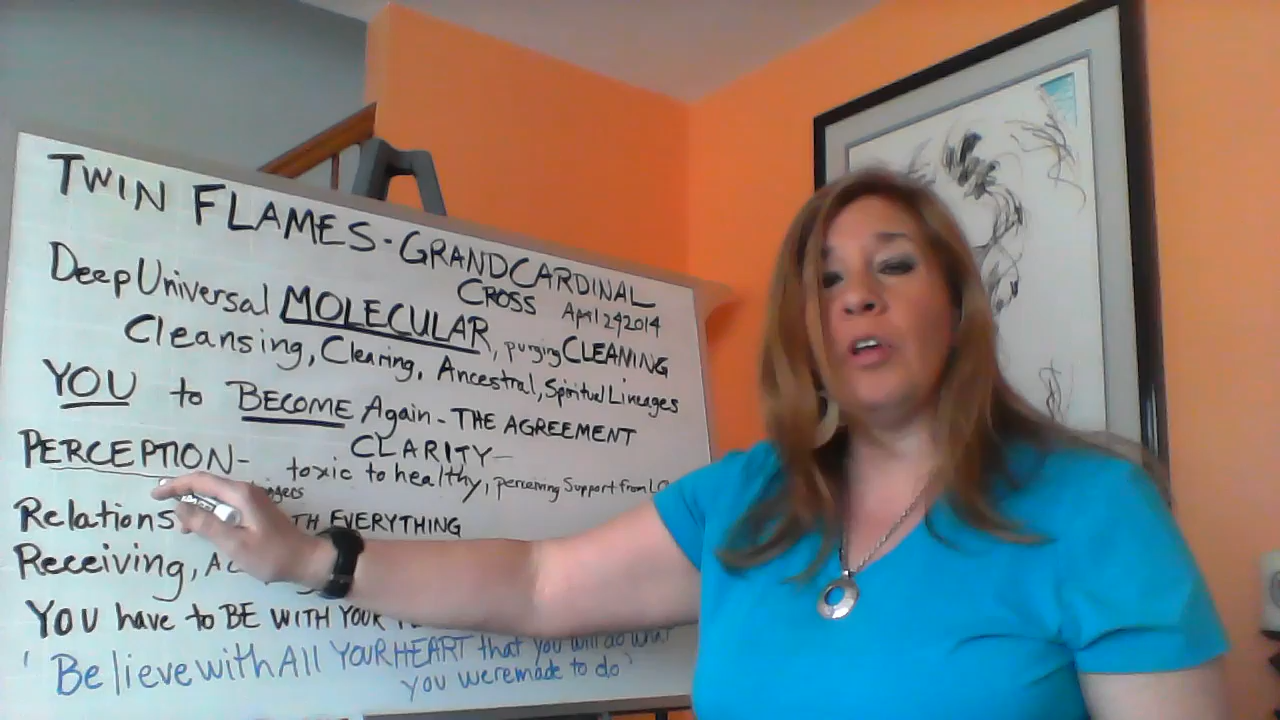 TWIN FLAMES - GRAND CARDINAL
CROSS April 24 2014
Deep Universal MOLECULAR, purging CLEANING
Cleansing, Clearing, Ancestral, Spiritual Lineages
YOU to BECOME Again - THE AGREEMENT
PERCEPTION - CLARITY -
toxic to healthy, perceiving Support from
Relations EVERYTHING
Receiving,
YOU have to BE WITH YOUR
' Believe with All YOUR HEART that you will do what
you were made to do '